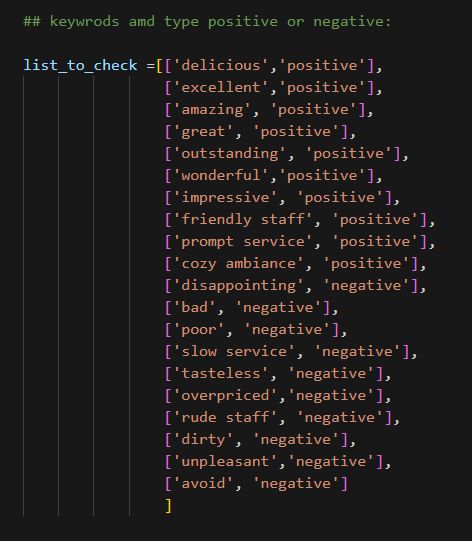 ## keywrods amd type positive or negative:
list_to_check =[['delicious','positive'],
['excellent','positive'],
['amazing', 'positive'],
['great', 'positive'],
['outstanding', 'positive'],
['wonderful','positive'],
['impressive', 'positive'],
['friendly staff', 'positive'],
['prompt service', 'positive'],
['cozy ambiance', 'positive'],
['disappointing', 'negative'],
['bad', 'negative'],
['poor', 'negative'],
['slow service', 'negative'],
['tasteless', 'negative'],
['overpriced','negative'],
['rude staff', 'negative'],
['dirty', 'negative'],
['unpleasant','negative'],
['avoid', 'negative']
]